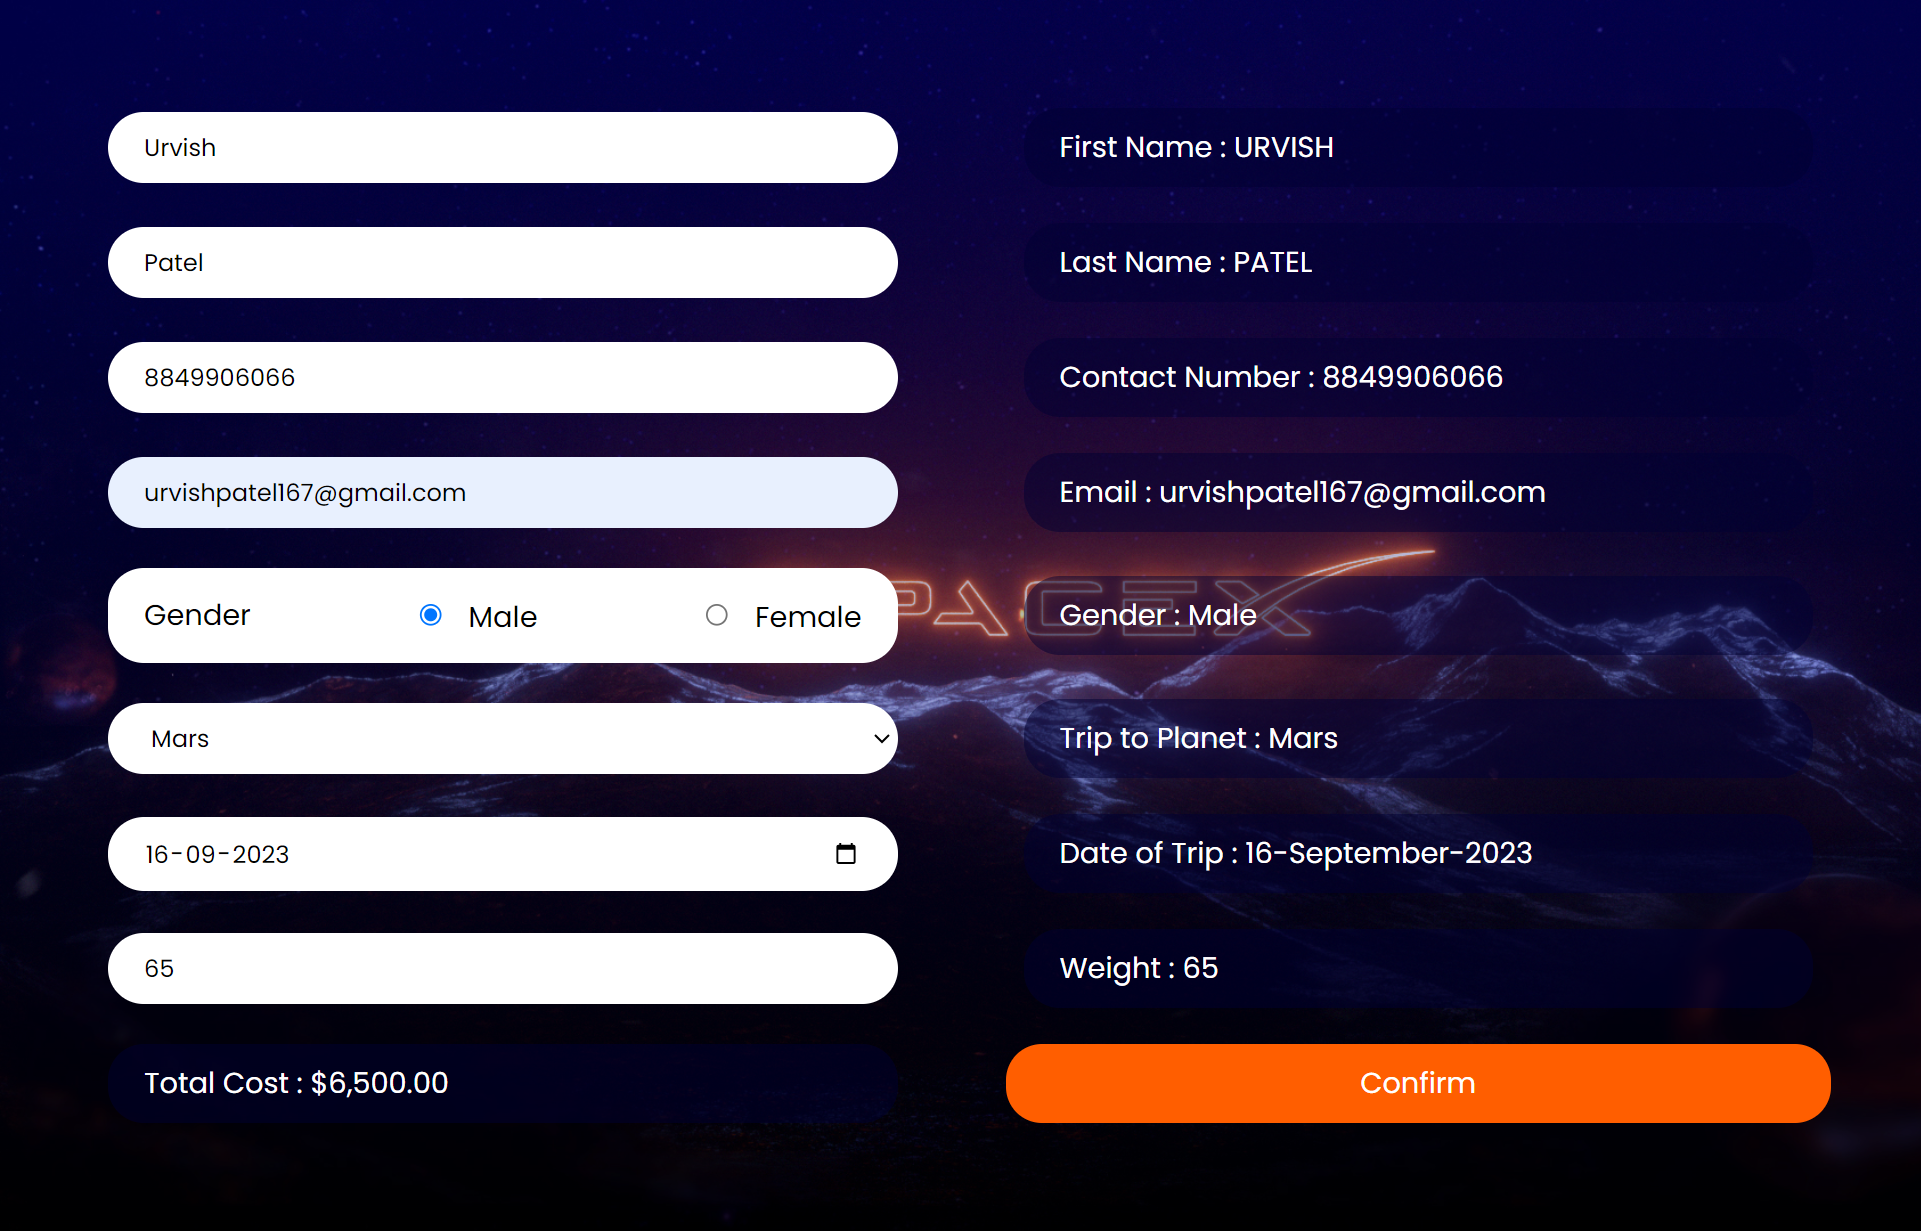 Urvish
Patel
8849906066
urvishpatel167@gmail.com
Gender Male Female
Mars
16-09-2023
65
Total Cost : $6,500.00
First Name : URVISH
Last Name : PATEL
Contact Number : 8849906066
Email : urvishpatel167@gmail.com
PACEX
Gender : Male
Trip to Planet : Mars
Date of Trip : 16-September-2023
Weight : 65
Confirm